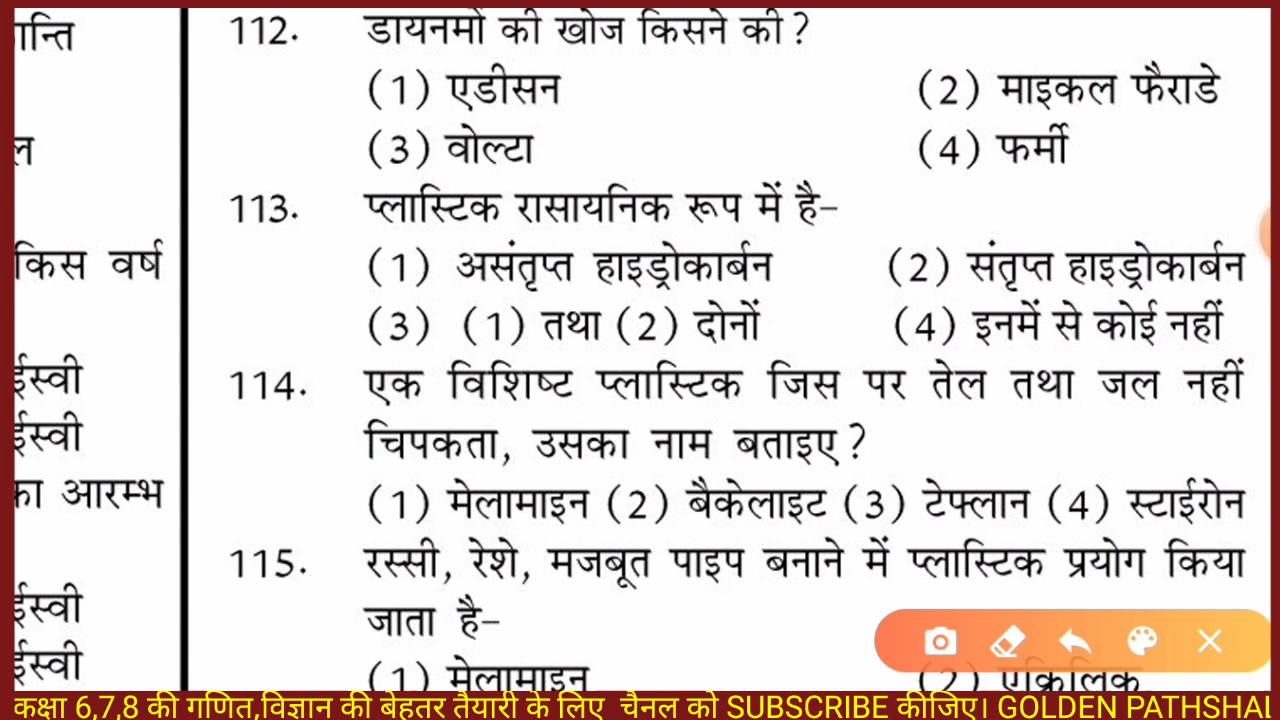 ान्ति
ल
किस वर्ष
ईस्वी
ईस्वी
का आरम्भ
ईस्वी
ईस्वी
112. डायनमों की खोज किसने की?
(1) एडीसन (2) माइकल फैराडे
(3) वोल्टा (4) फर्मी
113. प्लास्टिक रासायनिक रूप में है-
(1) असंतृप्त हाइड्रोकार्बन (2) संतृप्त हाइड्रोकार्बन
(3) (1) तथा (2) दोनों (4) इनमें से कोई नहीं
114. एक विशिष्ट प्लास्टिक जिस पर तेल तथा जल नहीं
चिपकता, उसका नाम बताइए?
(1) मेलामाइन (2) बैकेलाइट (3) टेफ्लान (4) स्टाईरोन
115. रस्सी, रेशे, मजबूत पाइप बनाने में प्लास्टिक प्रयोग किया
जाता है-
(1) मेलामाइन (2) एक्रिलिक
कक्षा 6,7,8 की गणित,विज्ञान की बेहतर तैयारी के लिए चैनल को SUBSCRIBE कीजिए। GOLDEN PATHSHAL